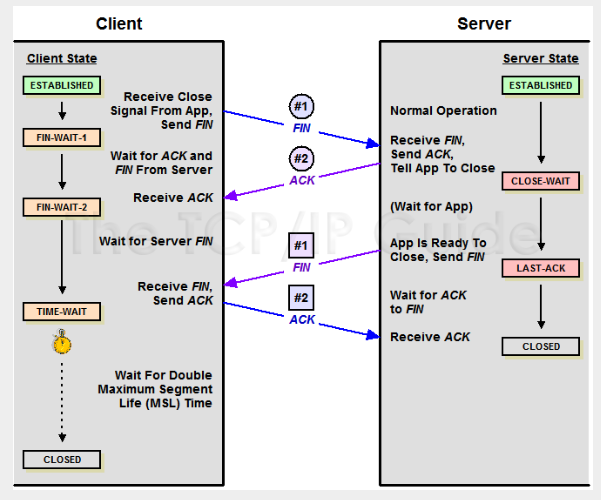 Client
Server
Client State
Server State
ESTABLISHED
ESTABLISHED
Receive Close
Signal From App,
Send FIN
#1
FIN
Normal Operation
FIN-WAIT-1
Receive FIN,
Send ACK,
Tell App To Close
Wait for ACK and
FIN From Server
#2
ACK
CLOSE-WAIT
Receive ACK
FIN-WAIT-2
(Wait for App)
The TCP/IP Guide
Wait for Server FIN
#1
FIN
App Is Ready To
Close, Send FIN
LAST-ACK
Receive FIN,
Send ACK
#2
ACK
Wait for ACK
to FIN
TIME-WAIT
Receive ACK
CLOSED
Wait For Double
Maximum Segment
Life (MSL) Time
CLOSED